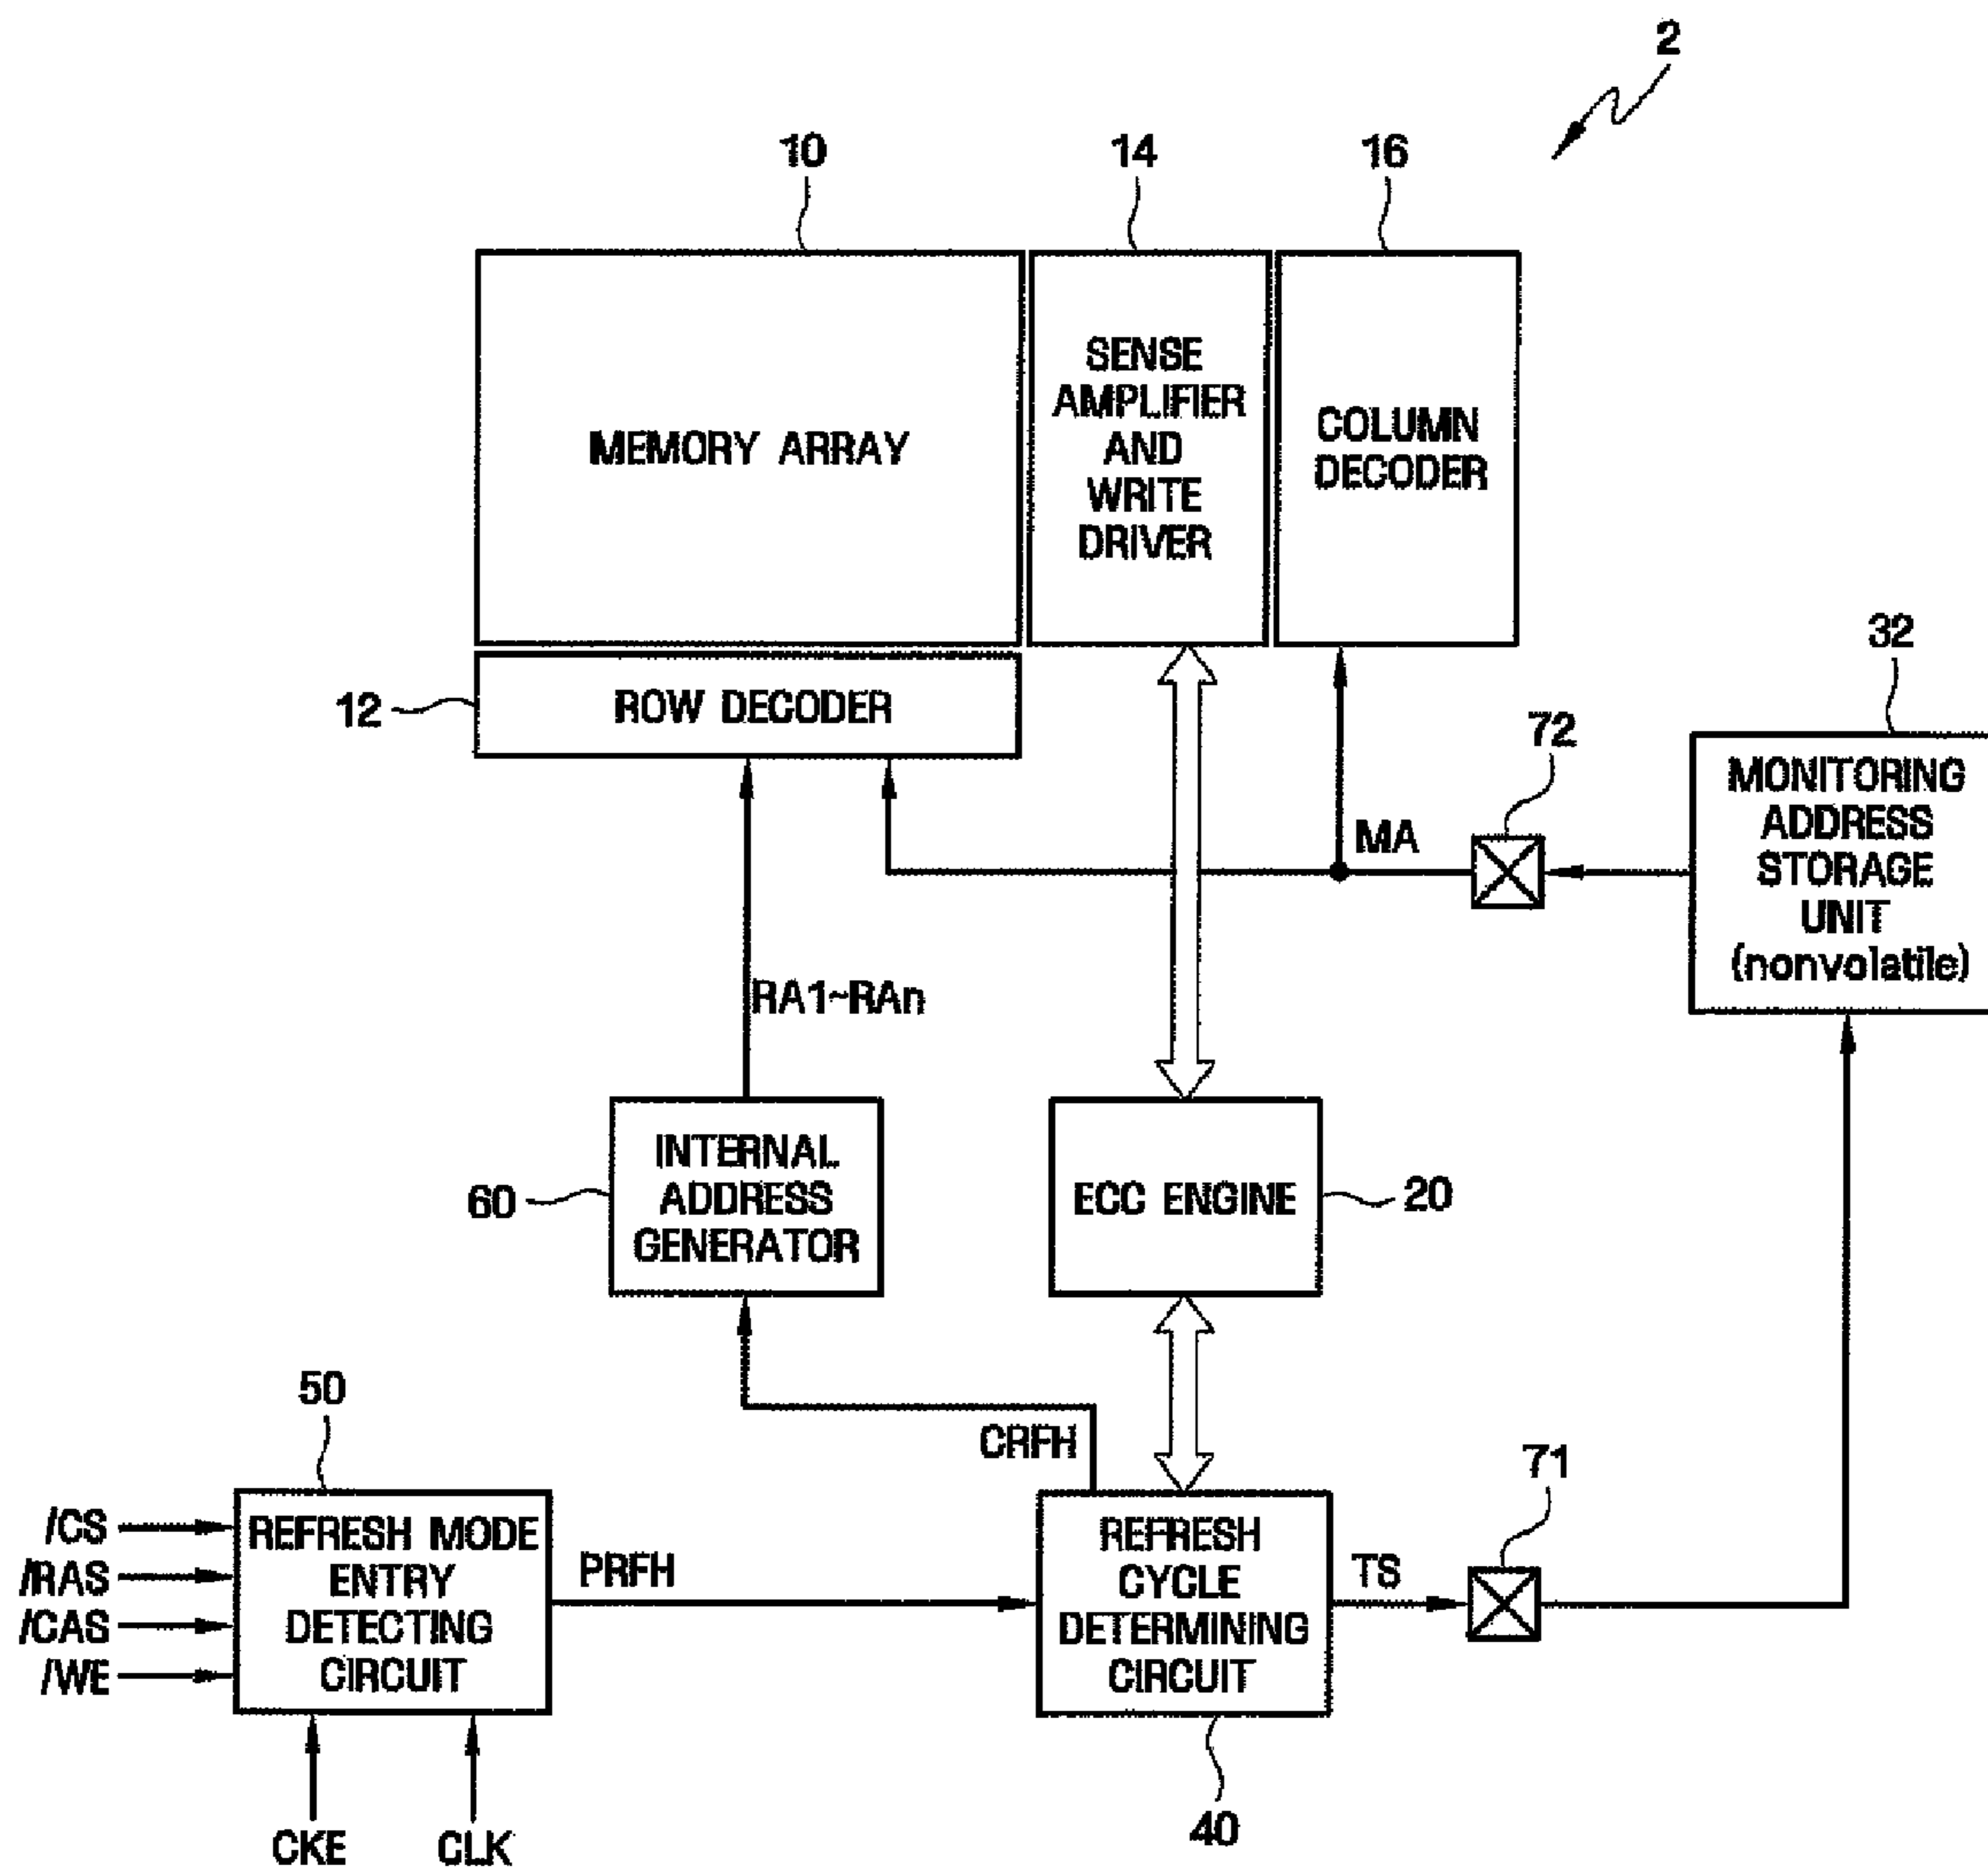 2
10
14
16
MEMORY ARRAY
SENSE
AMPLIFIER
AND
WRITE
DRIVER
COLUMN
DECODER
32
12
ROW DECODER
72
MONITORING
ADDRESS
STORAGE
UNIT
(nonvolatile)
MA
RA1~RAn
INTERNAL
ADDRESS
GENERATOR
60
ECC ENGINE
20
50
CRFH
71
/CS
/RAS
/CAS
/WE
REFRESH MODE
ENTRY
DETECTING
CIRCUIT
PRFH
REFRESH
CYCLE
DETERMINING
CIRCUIT
TS
CKE
CLK
40